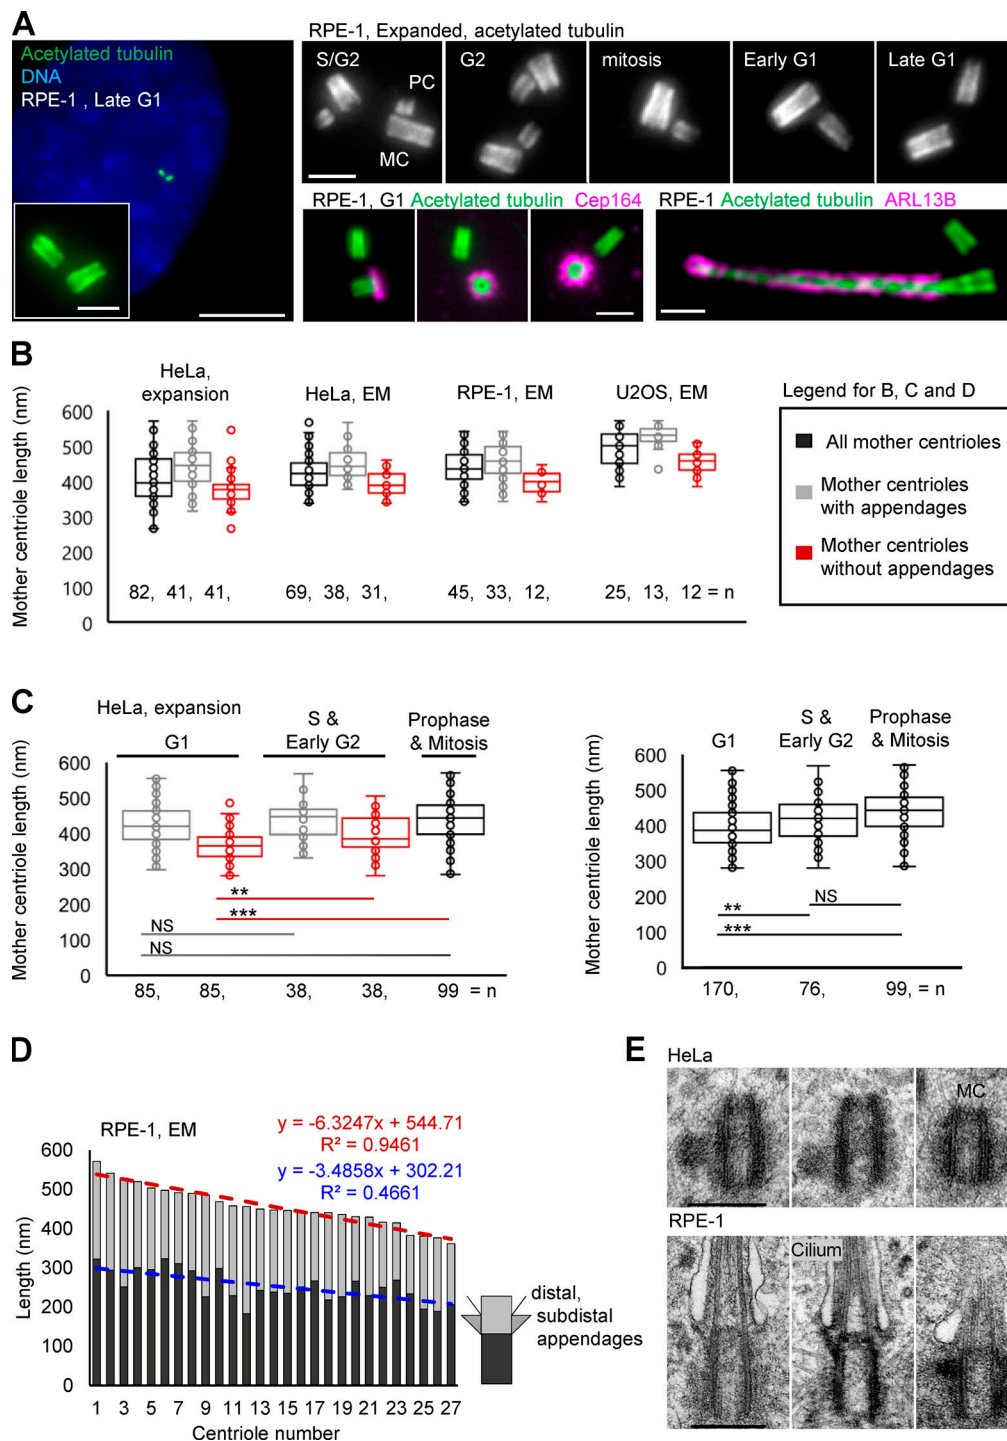 A
Acetylated tubulin
DNA
RPE-1 , Late G1
RPE-1, Expanded, acetylated tubulin
S/G2
PC
MC
G2
mitosis
Early G1
Late G1
RPE-1, G1 Acetylated tubulin Cep164
RPE-1 Acetylated tubulin ARL13B
B
Mother centriole length (nm)
HeLa,
expansion
HeLa, EM
RPE-1, EM
U2OS, EM
600
500
400
300
200
100
0
82, 41, 41,
69, 38, 31,
45, 33, 12,
25, 13, 12 = n
Legend for B, C and D
All mother centrioles
Mother centrioles
with appendages
Mother centrioles
without appendages
C
HeLa, expansion
G1
S &
Early G2
Prophase
& Mitosis
Mother centriole length (nm)
600
500
400
300
200
100
0
**
***
NS
NS
85, 85, 38, 38, 99 = n
G1
S &
Early G2
Prophase
& Mitosis
Mother centriole length (nm)
600
500
400
300
200
100
0
NS
**
***
170, 76, 99, = n
D
RPE-1, EM
y = -6.3247x + 544.71
R² = 0.9461
y = -3.4858x + 302.21
R² = 0.4661
Length (nm)
600
500
400
300
200
100
0
1 3 5 7 9 11 13 15 17 19 21 23 25 27
Centriole number
distal,
subdistal
appendages
E
HeLa
MC
RPE-1
Cilium